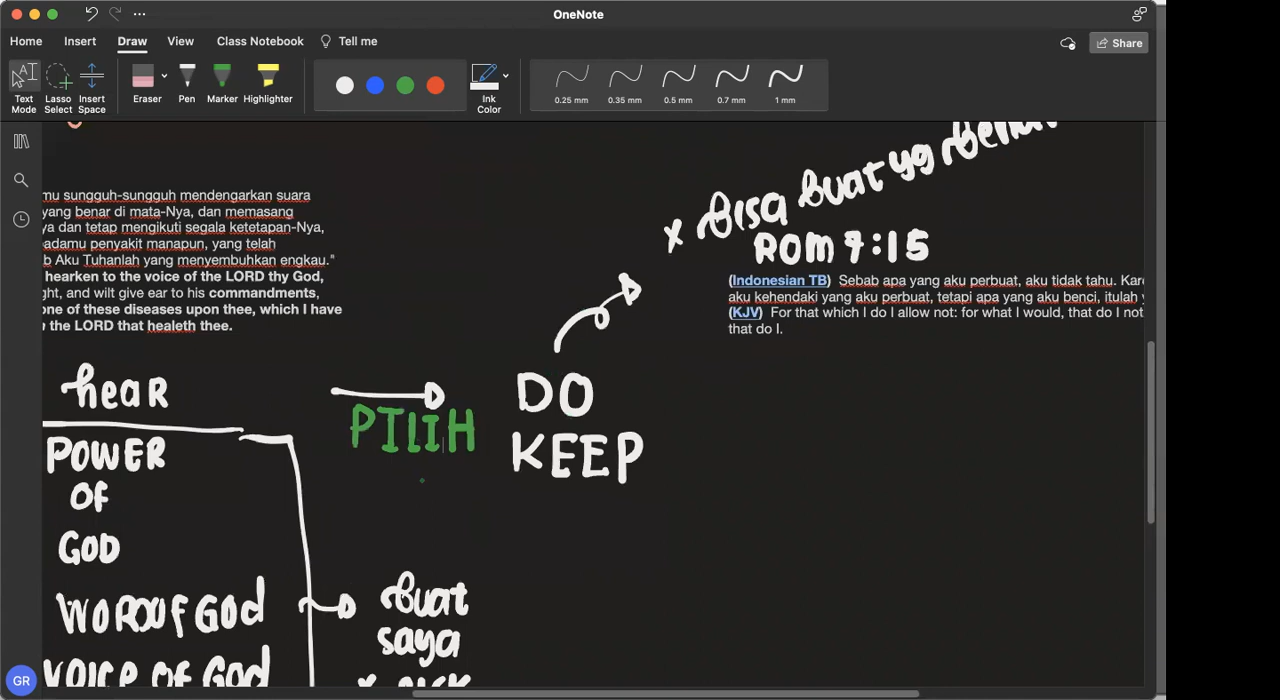 OneNote
Home Insert Draw View Class Notebook Tell me
Share
Text Mode
Lasso Select
Insert Space
Eraser
Pen
Marker
Highlighter
Ink Color
0.25 mm
0.35 mm
0.5 mm
0.7 mm
1 mm
x Bisa Buat yg Benar
ROM 7:15
(Indonesian TB) Sebab apa yang aku perbuat, aku tidak tahu. Kar
aku kehendaki yang aku perbuat, tetapi apa yang aku benci, itulah y
(KJV) For that which I do I allow not: for what I would, that do I not
that do I.
mu sungguh-sungguh mendengarkan suara
yang benar di mata-Nya, dan memasang
ya dan tetap mengikuti segala ketetapan-Nya,
adamu penyakit manapun, yang telah
b Aku Tuhanlah yang menyembuhkan engkau."
hearken to the voice of the LORD thy God,
ght, and wilt give ear to his commandments,
one of these diseases upon thee, which I have
the LORD that healeth thee.
heaR
PILIH
DO
KEEP
POWER
OF
GOD
WORD OF GOd
VOICE OF GOd
Buat
saya
GR